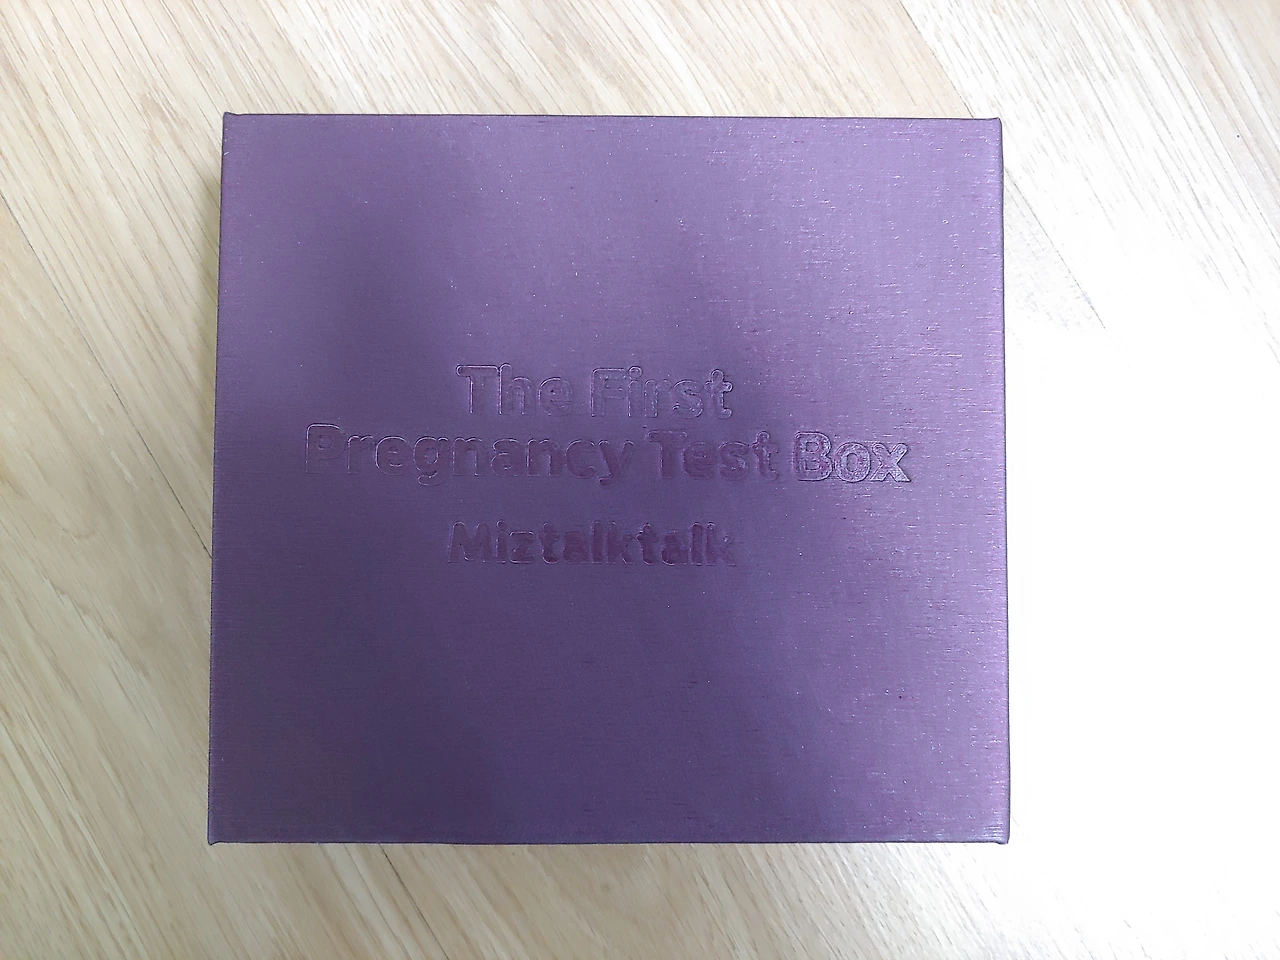 The First
Pregnancy Test Box
Miztalktalk